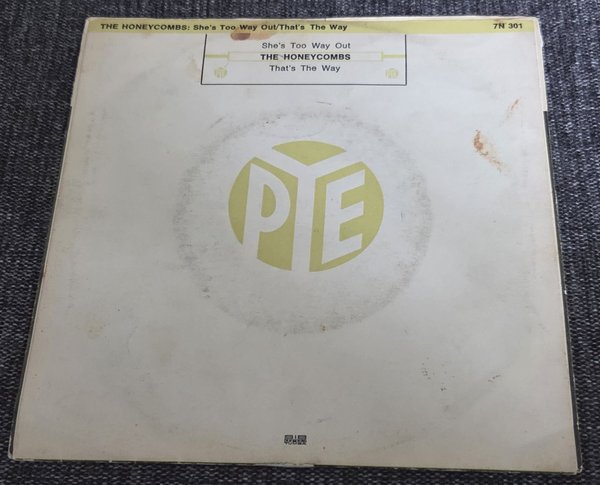 THE HONEYCOMBS: She's Too Way Out/That's The Way 7N 301
She's Too Way Out
THE HONEYCOMBS
That's The Way
PYE